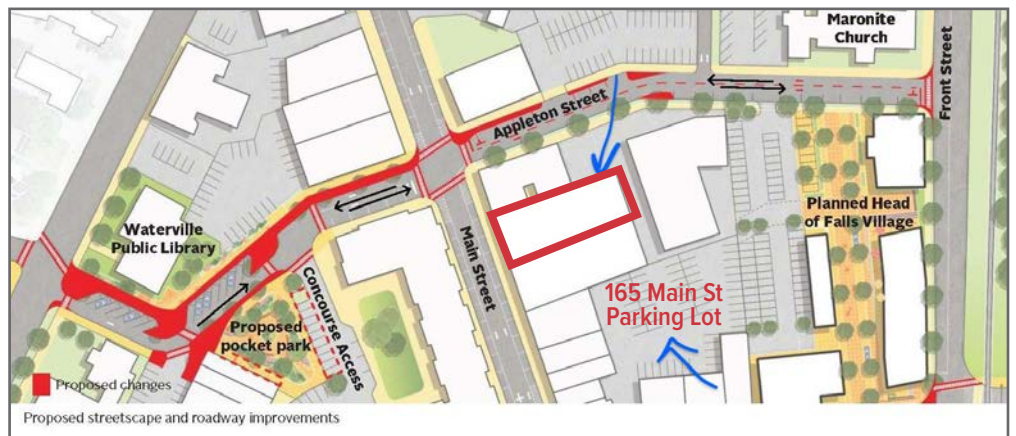 Maronite
Church
Front Street
Appleton Street
Waterville
Public Library
Main Street
Planned Head
of Falls Village
165 Main St
Parking Lot
Concourse Access
Proposed
pocket park
Proposed changes
Proposed streetscape and roadway improvements